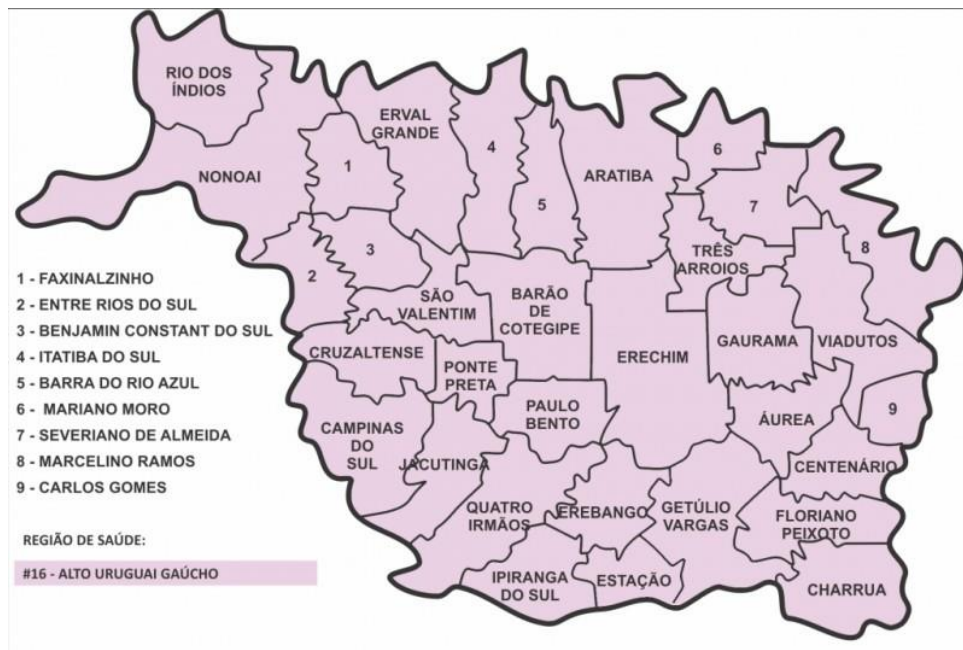 RIO DOS
ÍNDIOS
ERVAL
GRANDE
NONOAI
1
4
5
ARATIBA
6
7
3
2
TRÊS
ARROIOS
8
SÃO
VALENTIM
BARÃO
DE
COTEGIPE
CRUZALTENSE
PONTE
PRETA
ERECHIM
GAURAMA
VIADUTOS
CAMPINAS
DO
SUL
PAULO
BENTO
ÁUREA
9
JACUTINGA
CENTENÁRIO
QUATRO
IRMÃOS
EREBANGO
GETÚLIO
VARGAS
FLORIANO
PEIXOTO
IPIRANGA
DO SUL
ESTAÇÃO
CHARRUA
1 - FAXINALZINHO
2 - ENTRE RIOS DO SUL
3 - BENJAMIN CONSTANT DO SUL
4 - ITATIBA DO SUL
5 - BARRA DO RIO AZUL
6 - MARIANO MORO
7 - SEVERIANO DE ALMEIDA
8 - MARCELINO RAMOS
9 - CARLOS GOMES
REGIÃO DE SAÚDE:
#16 - ALTO URUGUAI GAÚCHO